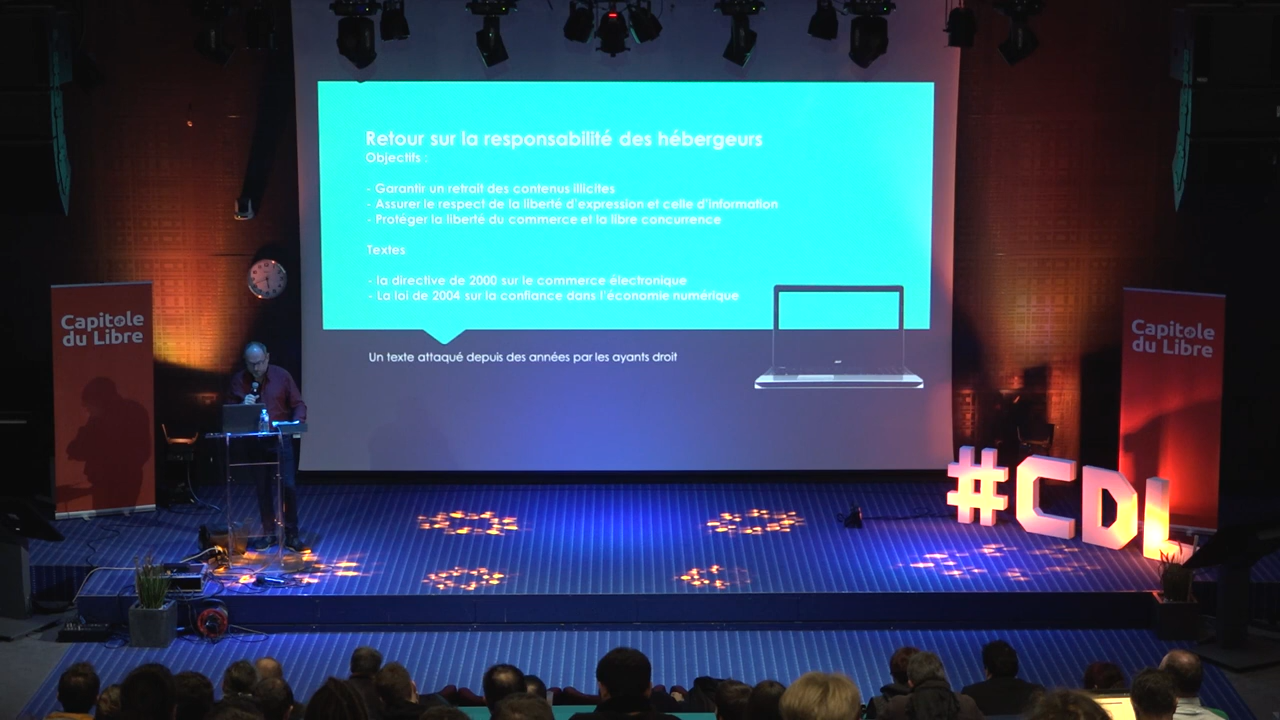 Retour sur la responsabilité des hébergeurs
Objectifs :
- Garantir un retrait des contenus illicites
- Assurer le respect de la liberté d'expression et celle d'information
- Protéger la liberté du commerce et la libre concurrence
Textes
- la directive de 2000 sur le commerce électronique
- La loi de 2004 sur la confiance dans l'économie numérique
Un texte attaqué depuis des années par les ayants droit
Capitole
du Libre
Capitole
du Libre
#CDL